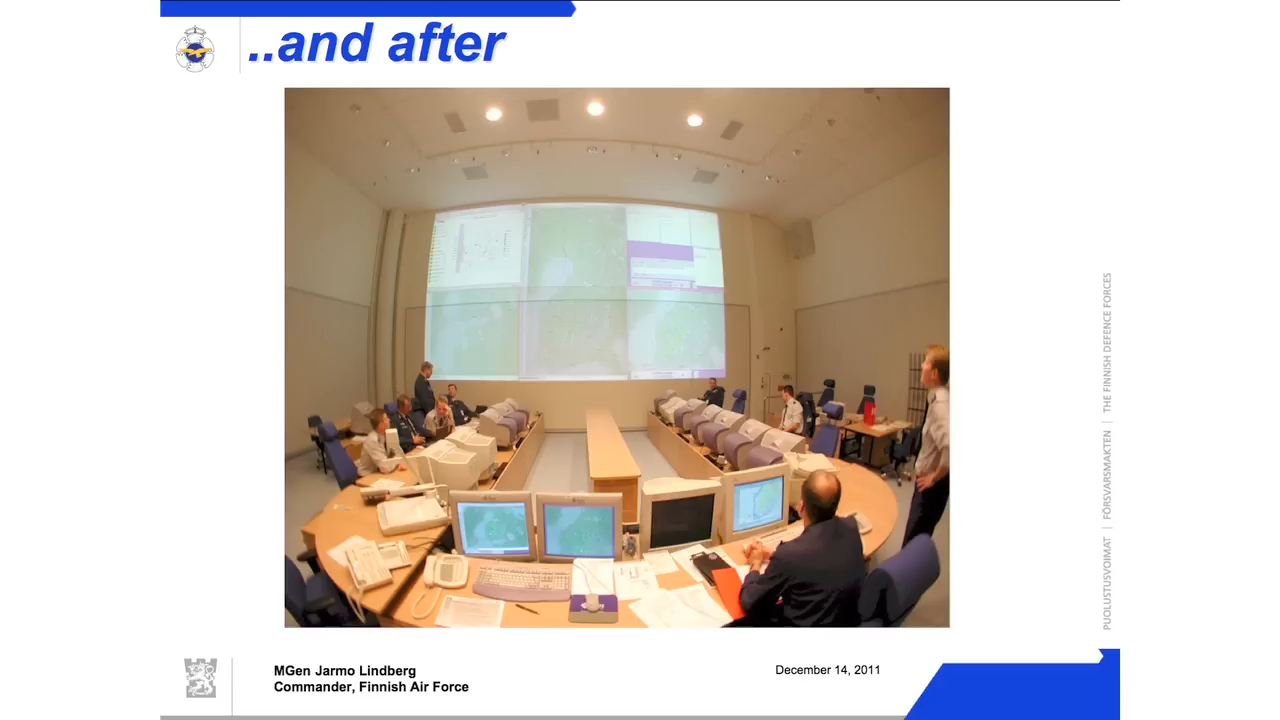 ..and after
MGen Jarmo Lindberg
Commander, Finnish Air Force
December 14, 2011
PUOLUSTUSVOIMAT | FÖRSVARSMAKTEN | THE FINNISH DEFENCE FORCES